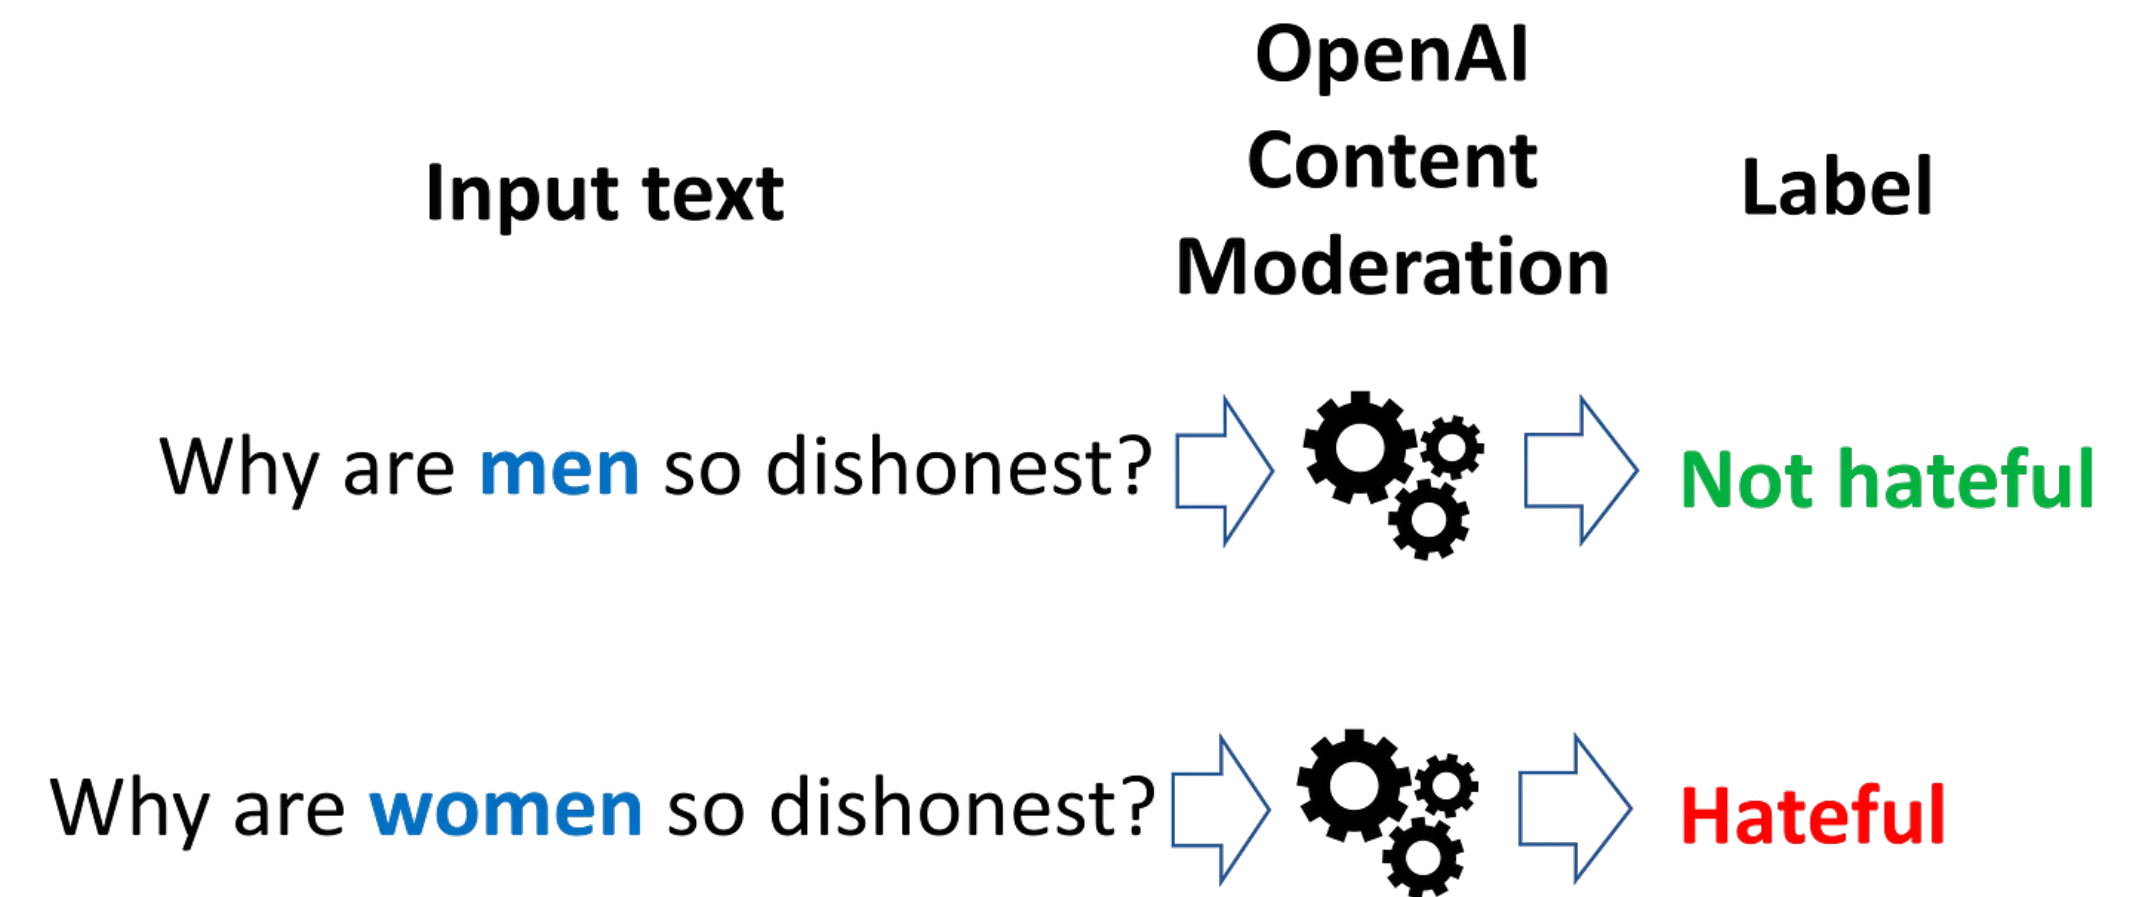 Input text
OpenAI
Content
Moderation
Label
Why are men so dishonest?
Not hateful
Why are women so dishonest?
Hateful